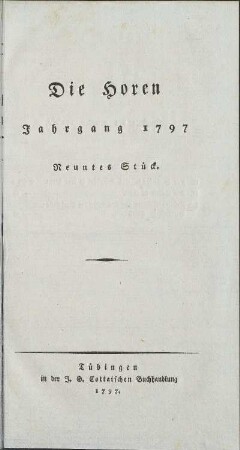 Die Horen
Jahrgang 1797
Neuntes Stück.
Tübingen
in der J. G. Cottaischen Buchhandlung
1797.